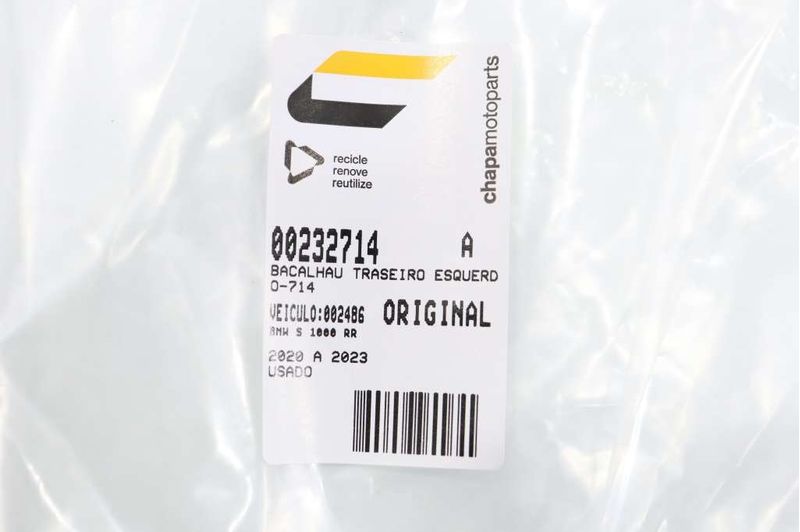 chapamotoparts
recicle
renove
reutilize
00232714 A
BACALHAU TRASEIRO ESQUERD
O-714
VEICULO:002486 ORIGINAL
BMW S 1000 RR
2020 A 2023
USADO